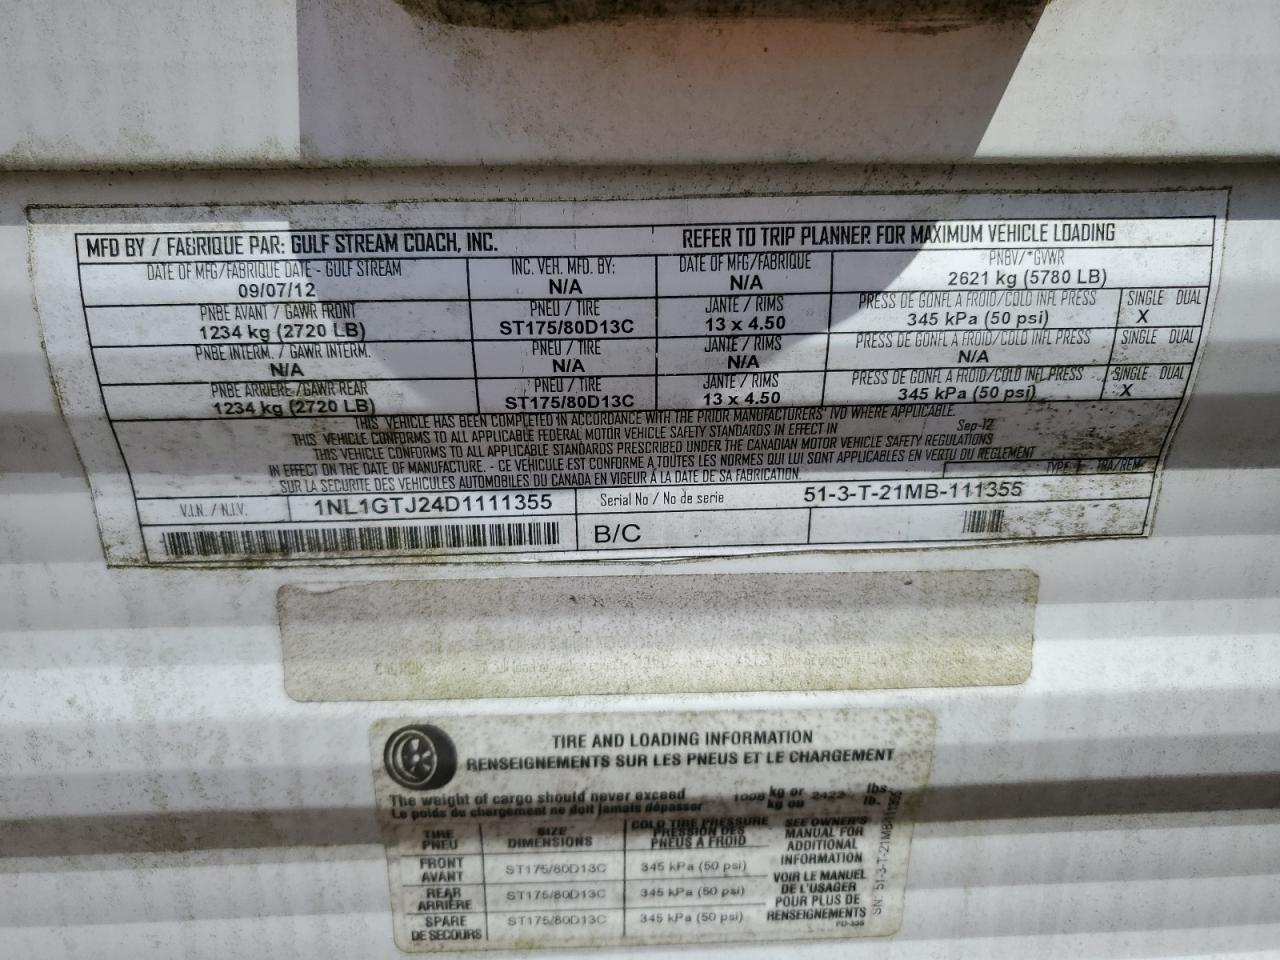 MFD BY / FABRIQUE PAR: GULF STREAM COACH, INC. REFER TO TRIP PLANNER FOR MAXIMUM VEHICLE LOADING
DATE OF MFG/FABRIQUE DATE - GULF STREAM INC. VEH. MFD. BY: DATE OF MFG/FABRIQUE PNBV/*GVWR
09/07/12 N/A N/A 2621 kg (5780 LB)
PNBE AVANT / GAWR FRONT PNEU / TIRE JANTE / RIMS PRESS DE GONFL A FROID/COLD INFL PRESS SINGLE DUAL
1234 kg (2720 LB) ST175/80D13C 13 x 4.50 345 kPa (50 psi) X
PNBE INTERM. / GAWR INTERM. PNEU / TIRE JANTE / RIMS PRESS DE GONFL A FROID/COLD INFL PRESS SINGLE DUAL
N/A N/A N/A N/A
PNBE ARRIERE/GAWR REAR PNEU / TIRE JANTE / RIMS PRESS DE GONFL A FROID/COLD INFL PRESS SINGLE DUAL
1234 kg (2720 LB) ST175/80D13C 13 x 4.50 345 kPa (50 psi) X
THIS VEHICLE HAS BEEN COMPLETED IN ACCORDANCE WITH THE PRIOR MANUFACTURERS' IVD WHERE APPLICABLE.
THIS VEHICLE CONFORMS TO ALL APPLICABLE FEDERAL MOTOR VEHICLE SAFETY STANDARDS IN EFFECT IN Sep-12
THIS VEHICLE CONFORMS TO ALL APPLICABLE STANDARDS PRESCRIBED UNDER THE CANADIAN MOTOR VEHICLE SAFETY REGULATIONS
IN EFFECT ON THE DATE OF MANUFACTURE. - CE VEHICULE EST CONFORME A TOUTES LES NORMES QUI LUI SONT APPLICABLES EN VERTU DU REGLEMENT
SUR LA SECURITE DES VEHICULES AUTOMOBILES DU CANADA EN VIGEUR À LA DATE DE SA FABRICATION. TYPE TRA/REM
V.I.N. / N.I.V. 1NL1GTJ24D1111355 Serial No / No de serie 51-3-T-21MB-111355
B/C
TIRE AND LOADING INFORMATION
RENSEIGNEMENTS SUR LES PNEUS ET LE CHARGEMENT
The weight of cargo should never exceed kg or lbs
Le poids du chargement ne doit jamais dépasser kg ou lb.
TIRE PNEU
SIZE DIMENSIONS
COLD TIRE PRESSURE
PRESSION DES
PNEUS À FROID
FRONT AVANT ST175/80D13C 345 kPa (50 psi)
REAR ARRIÈRE ST175/80D13C 345 kPa (50 psi)
SPARE DE SECOURS ST175/80D13C 345 kPa (50 psi)
SEE OWNER'S
MANUAL FOR
ADDITIONAL
INFORMATION
VOIR LE MANUEL
DE L'USAGER
POUR PLUS DE
RENSEIGNEMENTS
SN: 51-3-T-21MB-111355